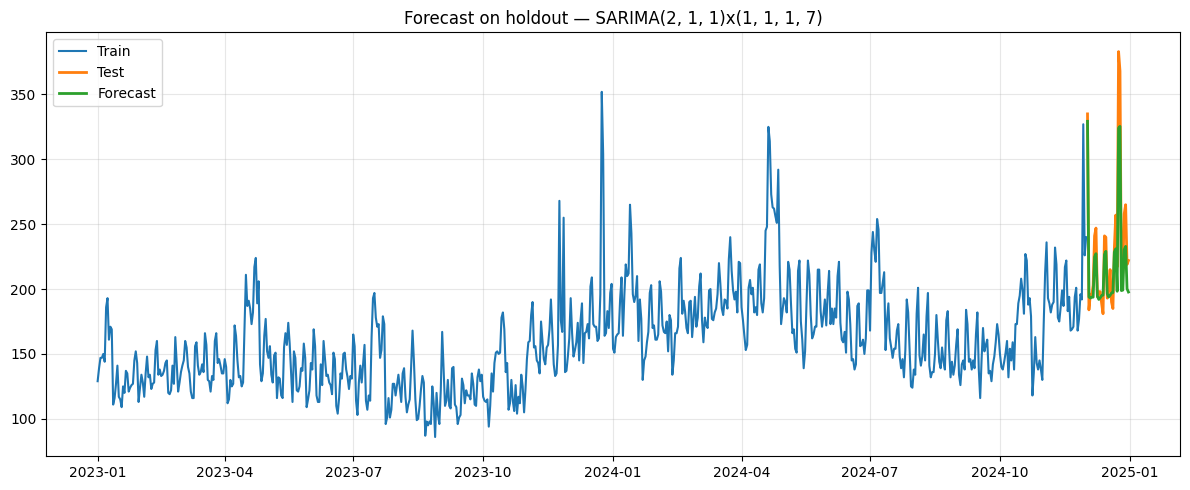 Forecast on holdout — SARIMA(2, 1, 1)x(1, 1, 1, 7)
Train
Test
Forecast
350
300
250
200
150
100
2023-01 2023-04 2023-07 2023-10 2024-01 2024-04 2024-07 2024-10 2025-01